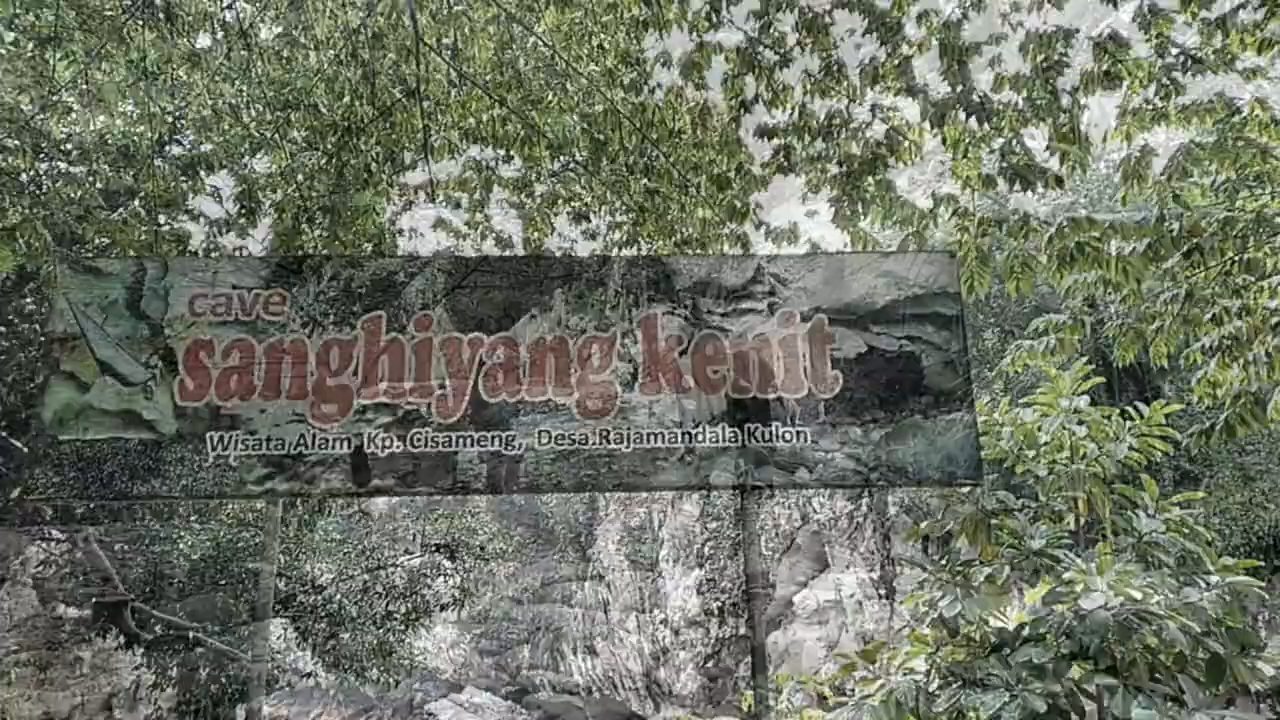 cave
sanghiyang kenit
Wisata Alam Kp. Cisameng, Desa.Rajamandala Kulon